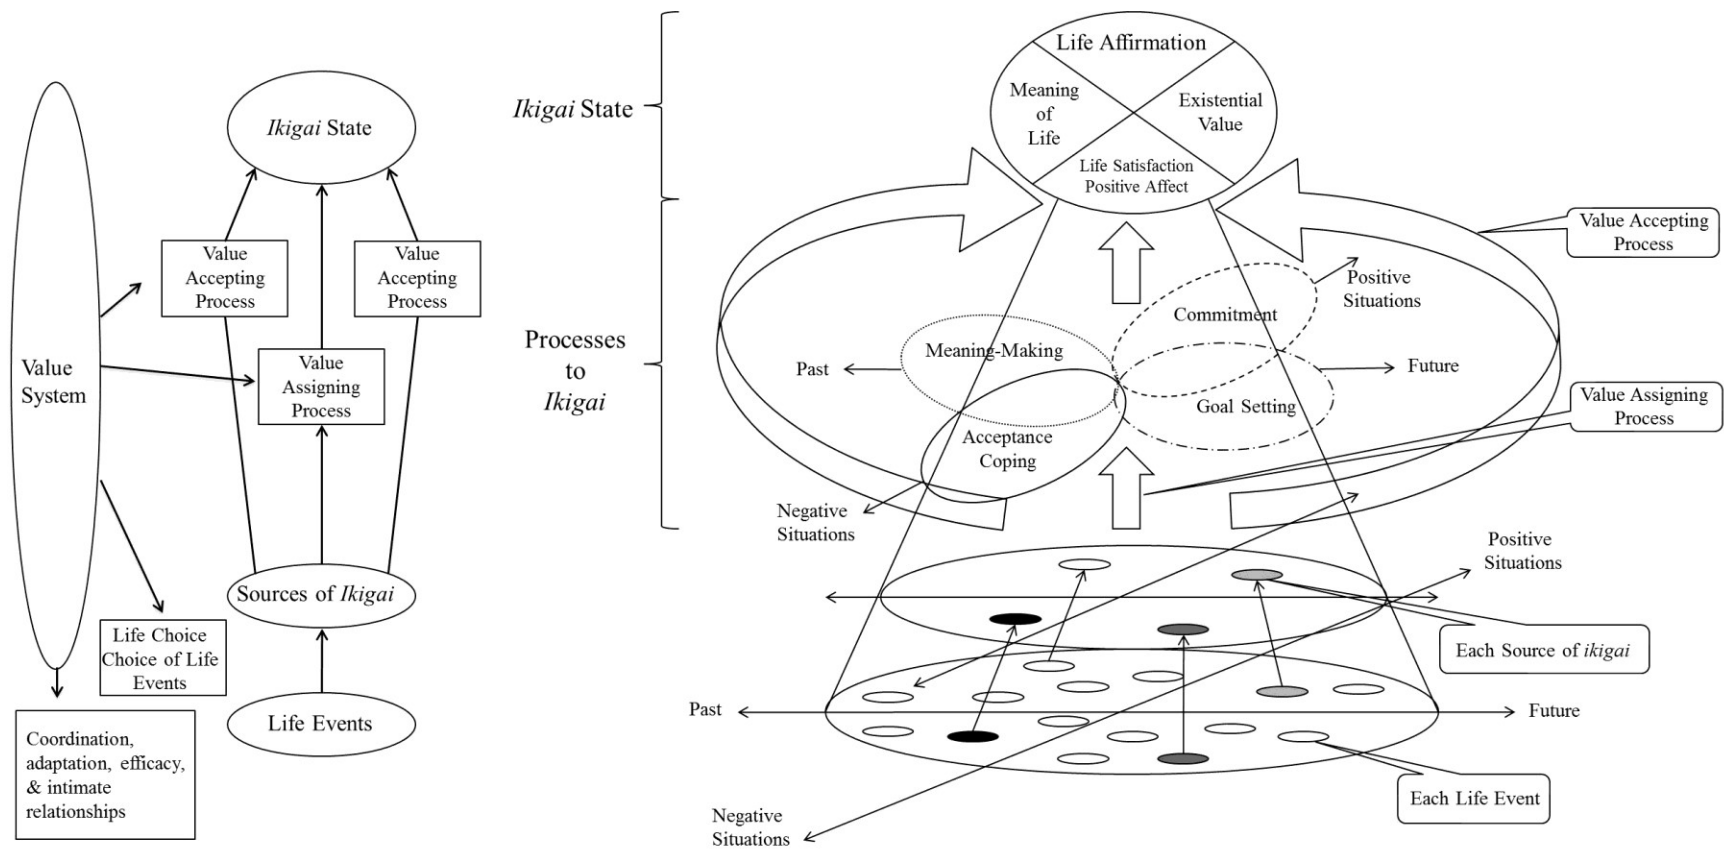 Ikigai State
Value
Accepting
Process
Value
Accepting
Process
Value
Assigning
Process
Value
System
Sources of Ikigai
Life Choice
Choice of Life
Events
Life Events
Coordination,
adaptation, efficacy,
& intimate
relationships
Ikigai State
Processes
to
Ikigai
Life Affirmation
Meaning
of
Life
Existential
Value
Life Satisfaction
Positive Affect
Value Accepting
Process
Positive
Situations
Commitment
Meaning-Making
Past
Future
Goal Setting
Value Assigning
Process
Acceptance
Coping
Negative
Situations
Positive
Situations
Each Source of ikigai
Past
Future
Each Life Event
Negative
Situations